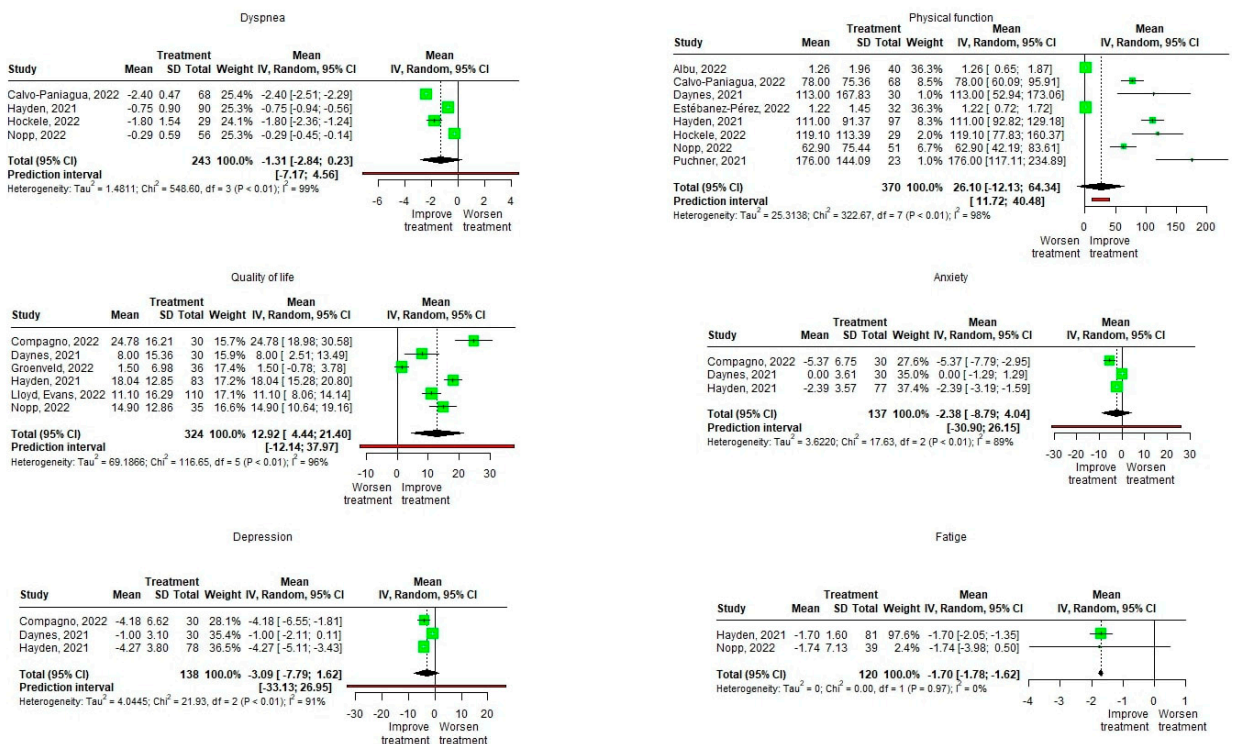 Dyspnea
Treatment Mean
Study Mean SD Total Weight IV, Random, 95% CI IV, Random, 95% CI
Calvo-Paniagua, 2022 -2.40 0.47 68 25.4% -2.40 [-2.51; -2.29]
Hayden, 2021 -0.75 0.90 90 25.3% -0.75 [-0.94; -0.56]
Hockele, 2022 -1.80 1.54 29 24.1% -1.80 [-2.36; -1.24]
Nopp, 2022 -0.29 0.59 56 25.3% -0.29 [-0.45; -0.14]
Total (95% CI) 243 100.0% -1.31 [-2.84; 0.23]
Prediction interval [-7.17; 4.56]
Heterogeneity: Tau² = 1.4811; Chi² = 548.60, df = 3 (P < 0.01); I² = 99%
-6 -4 -2 0 2 4
Improve Worsen
treatment treatment
Physical function
Treatment Mean Mean
Study Mean SD Total Weight IV, Random, 95% CI IV, Random, 95% CI
Albu, 2022 1.26 1.96 40 36.3% 1.26 [ 0.65; 1.87]
Calvo-Paniagua, 2022 78.00 75.36 68 8.5% 78.00 [ 60.09; 95.91]
Daynes, 2021 113.00 167.83 30 1.0% 113.00 [ 52.94; 173.06]
Estébanez-Pérez, 2022 1.22 1.45 32 36.3% 1.22 [ 0.72; 1.72]
Hayden, 2021 111.00 91.37 97 8.3% 111.00 [ 92.82; 129.18]
Hockele, 2022 119.10 113.39 29 2.0% 119.10 [ 77.83; 160.37]
Nopp, 2022 62.90 75.44 51 6.7% 62.90 [ 42.19; 83.61]
Puchner, 2021 176.00 144.09 23 1.0% 176.00 [117.11; 234.89]
Total (95% CI) 370 100.0% 26.10 [-12.13; 64.34]
Prediction interval [ 11.72; 40.48]
Heterogeneity: Tau² = 25.3138; Chi² = 322.67, df = 7 (P < 0.01); I² = 98%
0 50 100 150 200
Worsen Improve
treatment treatment
Quality of life
Treatment Mean Mean
Study Mean SD Total Weight IV, Random, 95% CI IV, Random, 95% CI
Compagno, 2022 24.78 16.21 30 15.7% 24.78 [18.98; 30.58]
Daynes, 2021 8.00 15.36 30 15.9% 8.00 [ 2.51; 13.49]
Groenveld, 2022 1.50 6.98 36 17.4% 1.50 [ -0.78; 3.78]
Hayden, 2021 18.04 12.85 83 17.2% 18.04 [15.28; 20.80]
Lloyd, Evans, 2022 11.10 16.29 110 17.1% 11.10 [ 8.06; 14.14]
Nopp, 2022 14.90 12.86 35 16.6% 14.90 [10.64; 19.16]
Total (95% CI) 324 100.0% 12.92 [ 4.44; 21.40]
Prediction interval [-12.14; 37.97]
Heterogeneity: Tau² = 69.1866; Chi² = 116.65, df = 5 (P < 0.01); I² = 96%
-10 0 10 20 30
Worsen Improve
treatment treatment
Anxiety
Treatment Mean Mean
Study Mean SD Total Weight IV, Random, 95% CI IV, Random, 95% CI
Compagno, 2022 -5.37 6.75 30 27.6% -5.37 [-7.79; -2.95]
Daynes, 2021 0.00 3.61 30 35.0% 0.00 [-1.29; 1.29]
Hayden, 2021 -2.39 3.57 77 37.4% -2.39 [-3.19; -1.59]
Total (95% CI) 137 100.0% -2.38 [-8.79; 4.04]
Prediction interval [-30.90; 26.15]
Heterogeneity: Tau² = 3.6220; Chi² = 17.63, df = 2 (P < 0.01); I² = 89%
-30 -20 -10 0 10 20 30
Improve Worsen
treatment treatment
Depression
Treatment Mean Mean
Study Mean SD Total Weight IV, Random, 95% CI IV, Random, 95% CI
Compagno, 2022 -4.18 6.62 30 28.1% -4.18 [-6.55; -1.81]
Daynes, 2021 -1.00 3.10 30 35.4% -1.00 [-2.11; 0.11]
Hayden, 2021 -4.27 3.80 78 36.5% -4.27 [-5.11; -3.43]
Total (95% CI) 138 100.0% -3.09 [-7.79; 1.62]
Prediction interval [-33.13; 26.95]
Heterogeneity: Tau² = 4.0445; Chi² = 21.93, df = 2 (P < 0.01); I² = 91%
-30 -20 -10 0 10 20
Improve Worsen
treatment treatment
Fatige
Treatment Mean Mean
Study Mean SD Total Weight IV, Random, 95% CI IV, Random, 95% CI
Hayden, 2021 -1.70 1.60 81 97.6% -1.70 [-2.05; -1.35]
Nopp, 2022 -1.74 7.13 39 2.4% -1.74 [-3.98; 0.50]
Total (95% CI) 120 100.0% -1.70 [-1.78; -1.62]
Heterogeneity: Tau² = 0; Chi² = 0.00, df = 1 (P = 0.97); I² = 0%
-4 -3 -2 -1 0 1
Improve Worsen
treatment treatment